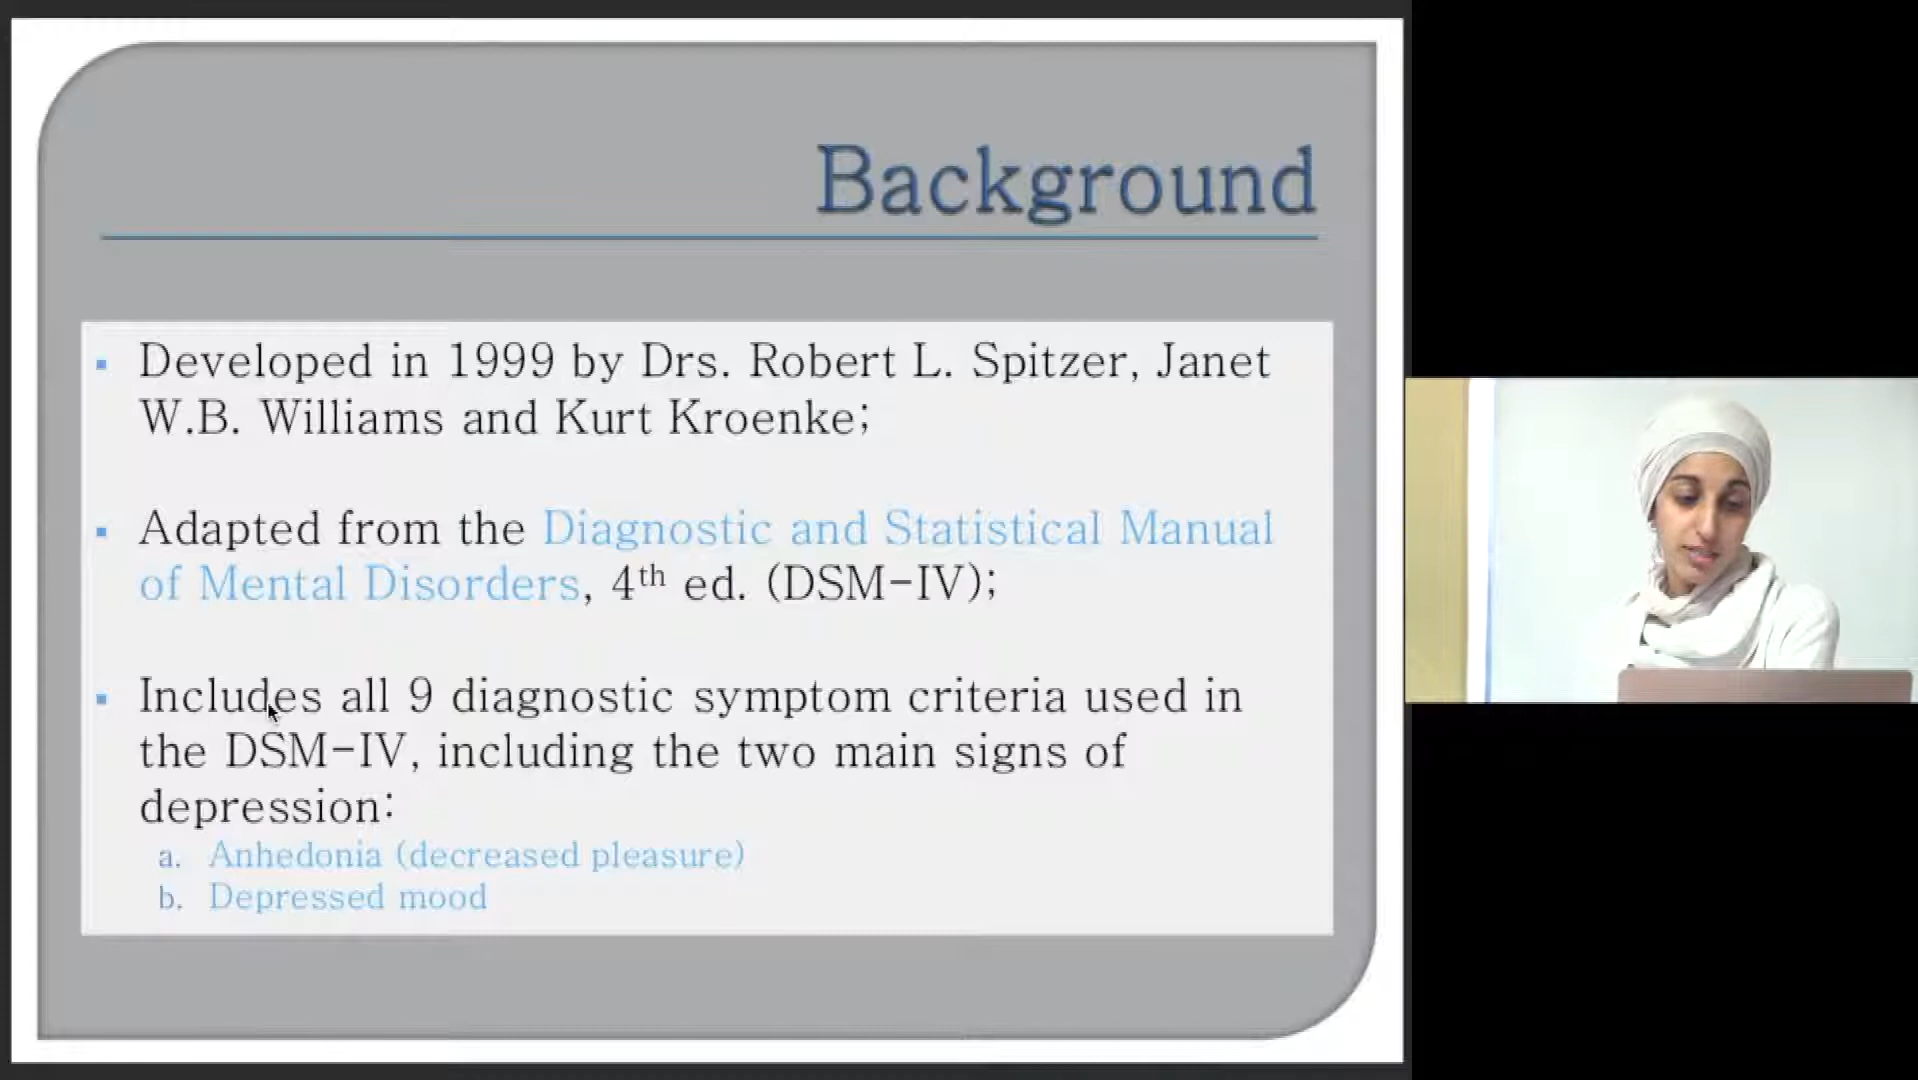 Background
▪ Developed in 1999 by Drs. Robert L. Spitzer, Janet
W.B. Williams and Kurt Kroenke;
▪ Adapted from the Diagnostic and Statistical Manual
of Mental Disorders, 4th ed. (DSM-IV);
▪ Includes all 9 diagnostic symptom criteria used in
the DSM-IV, including the two main signs of
depression:
a. Anhedonia (decreased pleasure)
b. Depressed mood